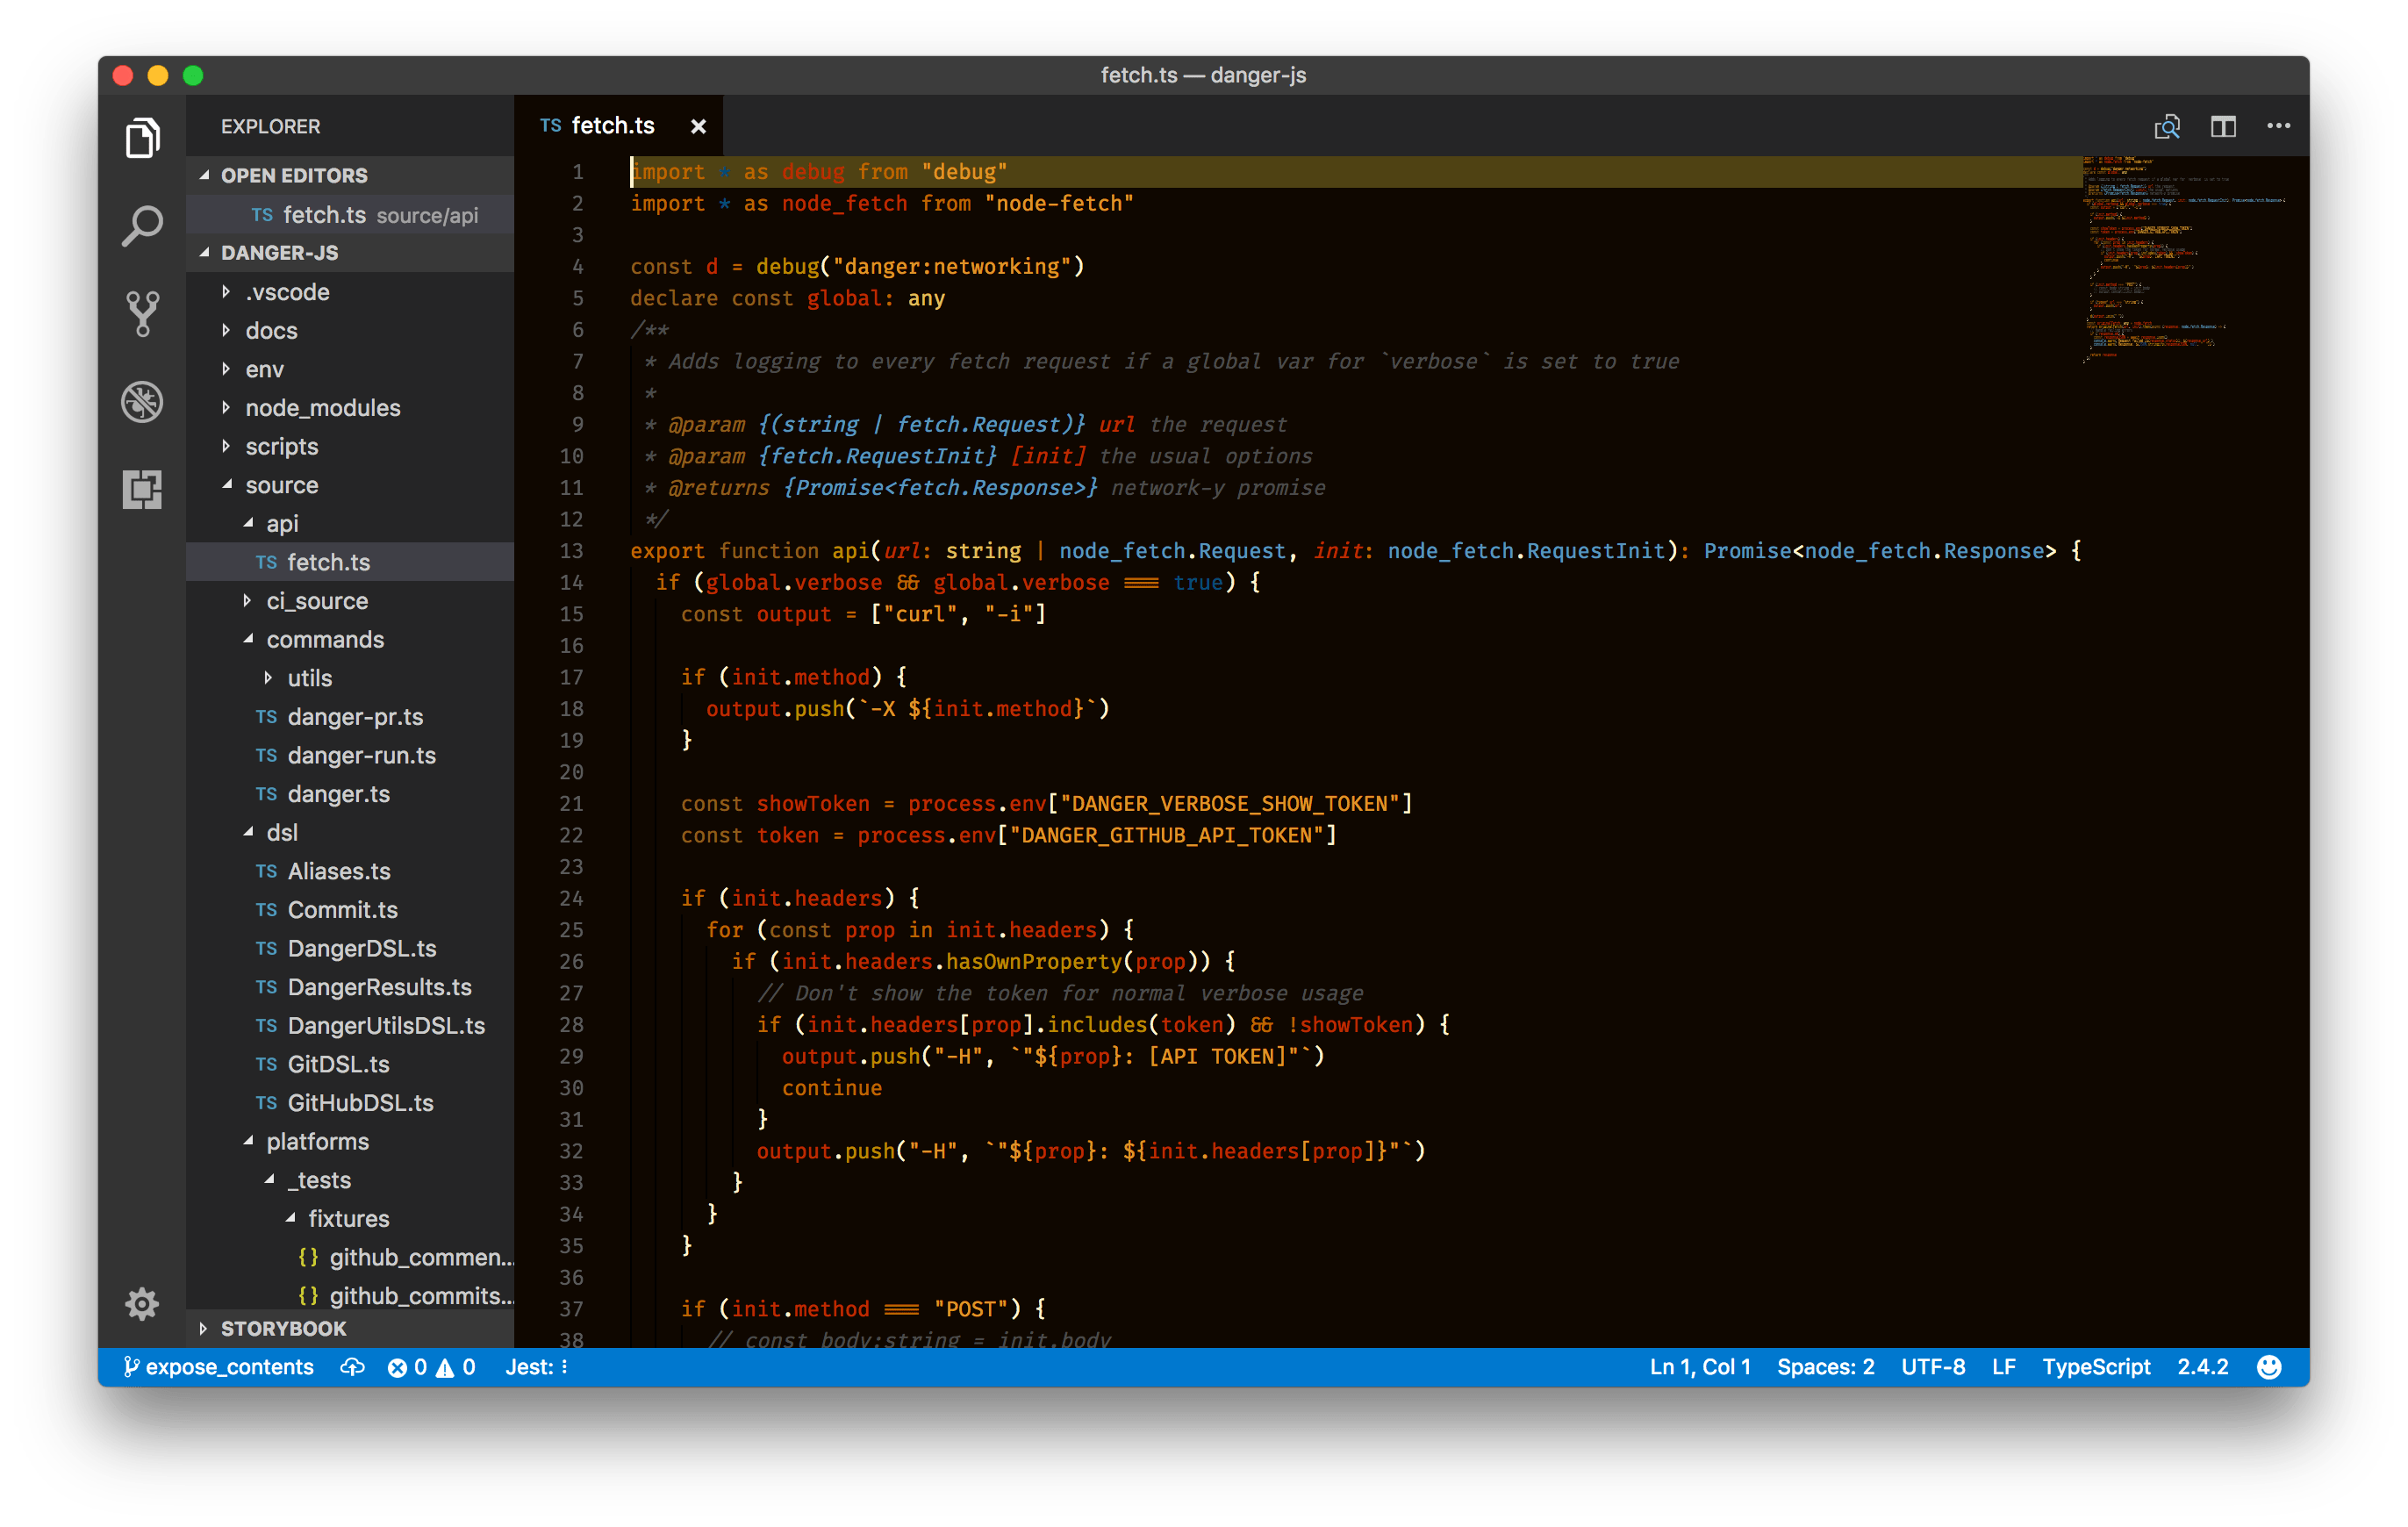 fetch.ts — danger-js
EXPLORER
OPEN EDITORS
TS fetch.ts source/api
DANGER-JS
.vscode
docs
env
node_modules
scripts
source
api
TS fetch.ts
ci_source
commands
utils
TS danger-pr.ts
TS danger-run.ts
TS danger.ts
dsl
TS Aliases.ts
TS Commit.ts
TS DangerDSL.ts
TS DangerResults.ts
TS DangerUtilsDSL.ts
TS GitDSL.ts
TS GitHubDSL.ts
platforms
_tests
fixtures
{} github_commen...
{} github_commits...
STORYBOOK
TS fetch.ts ×
1 import * as debug from "debug"
2 import * as node_fetch from "node-fetch"
3
4 const d = debug("danger:networking")
5 declare const global: any
6 /**
7 * Adds logging to every fetch request if a global var for `verbose` is set to true
8 *
9 * @param {(string | fetch.Request)} url the request
10 * @param {fetch.RequestInit} [init] the usual options
11 * @returns {Promise<fetch.Response>} network-y promise
12 */
13 export function api(url: string | node_fetch.Request, init: node_fetch.RequestInit): Promise<node_fetch.Response> {
14 if (global.verbose && global.verbose === true) {
15 const output = ["curl", "-i"]
16
17 if (init.method) {
18 output.push(`-X ${init.method}`)
19 }
20
21 const showToken = process.env["DANGER_VERBOSE_SHOW_TOKEN"]
22 const token = process.env["DANGER_GITHUB_API_TOKEN"]
23
24 if (init.headers) {
25 for (const prop in init.headers) {
26 if (init.headers.hasOwnProperty(prop)) {
27 // Don't show the token for normal verbose usage
28 if (init.headers[prop].includes(token) && !showToken) {
29 output.push("-H", `"${prop}: [API TOKEN]"`)
30 continue
31 }
32 output.push("-H", `"${prop}: ${init.headers[prop]}"`)
33 }
34 }
35 }
36
37 if (init.method === "POST") {
38 // const body:string = init.body
expose_contents 0 0 Jest: ⋮ Ln 1, Col 1 Spaces: 2 UTF-8 LF TypeScript 2.4.2